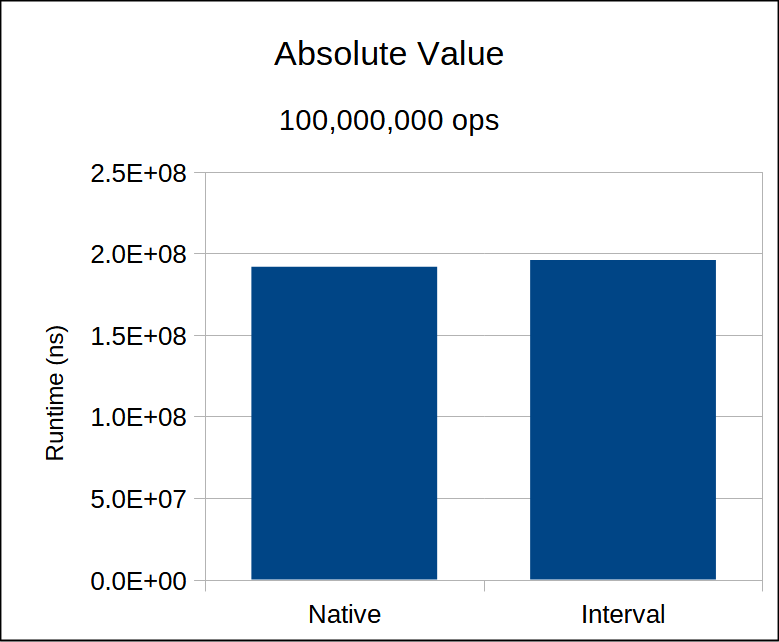 Absolute Value
100,000,000 ops
2.5E+08
2.0E+08
1.5E+08
1.0E+08
5.0E+07
0.0E+00
Runtime (ns)
Native
Interval